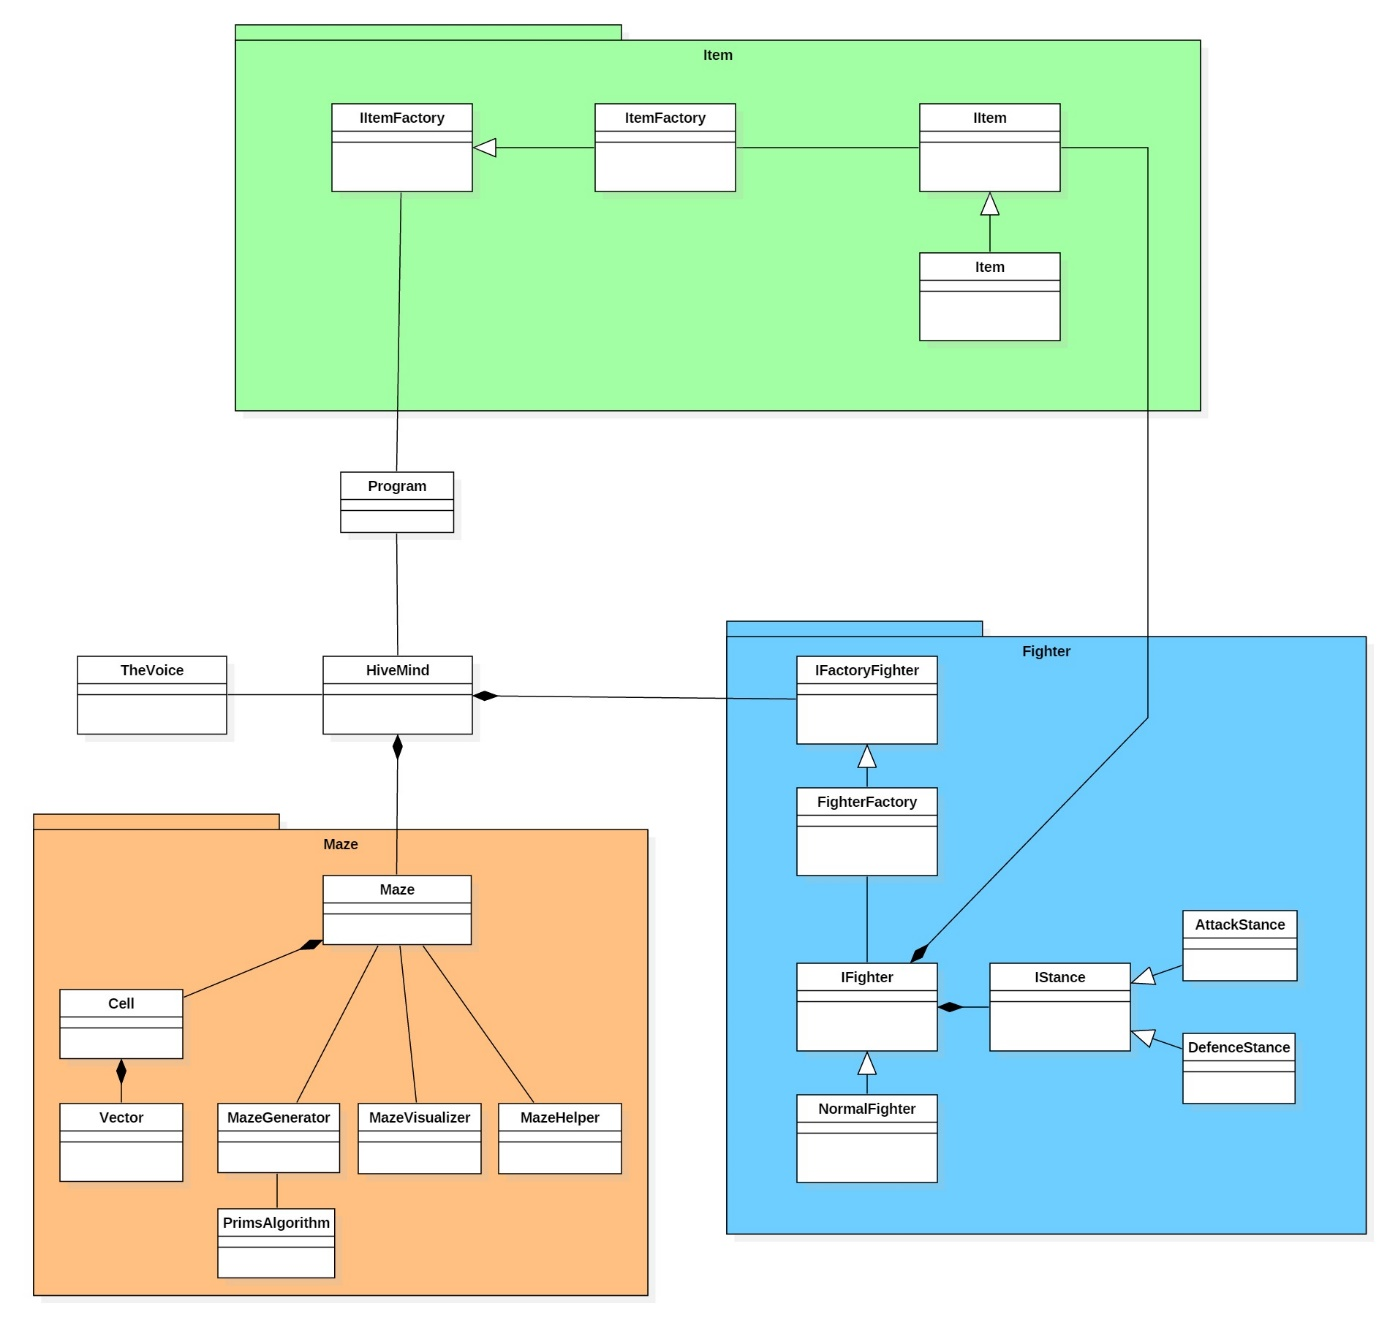 Item
IItemFactory
ItemFactory
IItem
Item
Program
TheVoice
HiveMind
Fighter
IFactoryFighter
FighterFactory
IFighter
IStance
AttackStance
DefenceStance
NormalFighter
Maze
Maze
Cell
Vector
MazeGenerator
MazeVisualizer
MazeHelper
PrimsAlgorithm